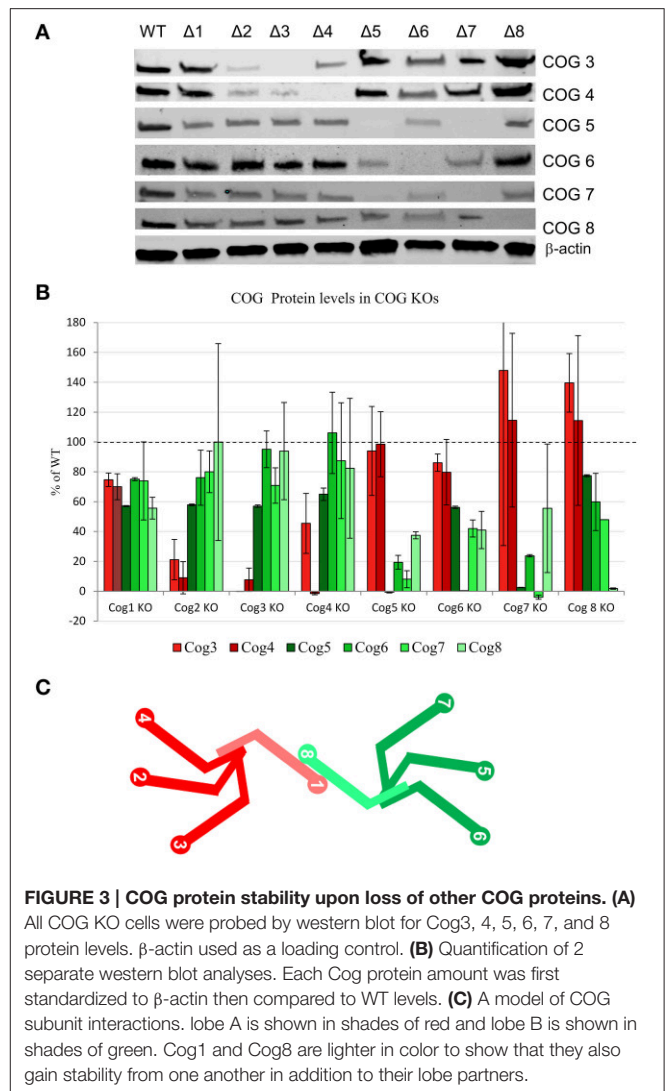 A
WT Δ1 Δ2 Δ3 Δ4 Δ5 Δ6 Δ7 Δ8
COG 3
COG 4
COG 5
COG 6
COG 7
COG 8
β-actin
B
COG Protein levels in COG KOs
% of WT
180
160
140
120
100
80
60
40
20
0
-20
Cog1 KO Cog2 KO Cog3 KO Cog4 KO Cog5 KO Cog6 KO Cog7 KO Cog 8 KO
Cog3 Cog4 Cog5 Cog6 Cog7 Cog8
C
4
2
3
1
8
7
5
6
FIGURE 3 | COG protein stability upon loss of other COG proteins. (A)
All COG KO cells were probed by western blot for Cog3, 4, 5, 6, 7, and 8
protein levels. β-actin used as a loading control. (B) Quantification of 2
separate western blot analyses. Each Cog protein amount was first
standardized to β-actin then compared to WT levels. (C) A model of COG
subunit interactions. lobe A is shown in shades of red and lobe B is shown in
shades of green. Cog1 and Cog8 are lighter in color to show that they also
gain stability from one another in addition to their lobe partners.